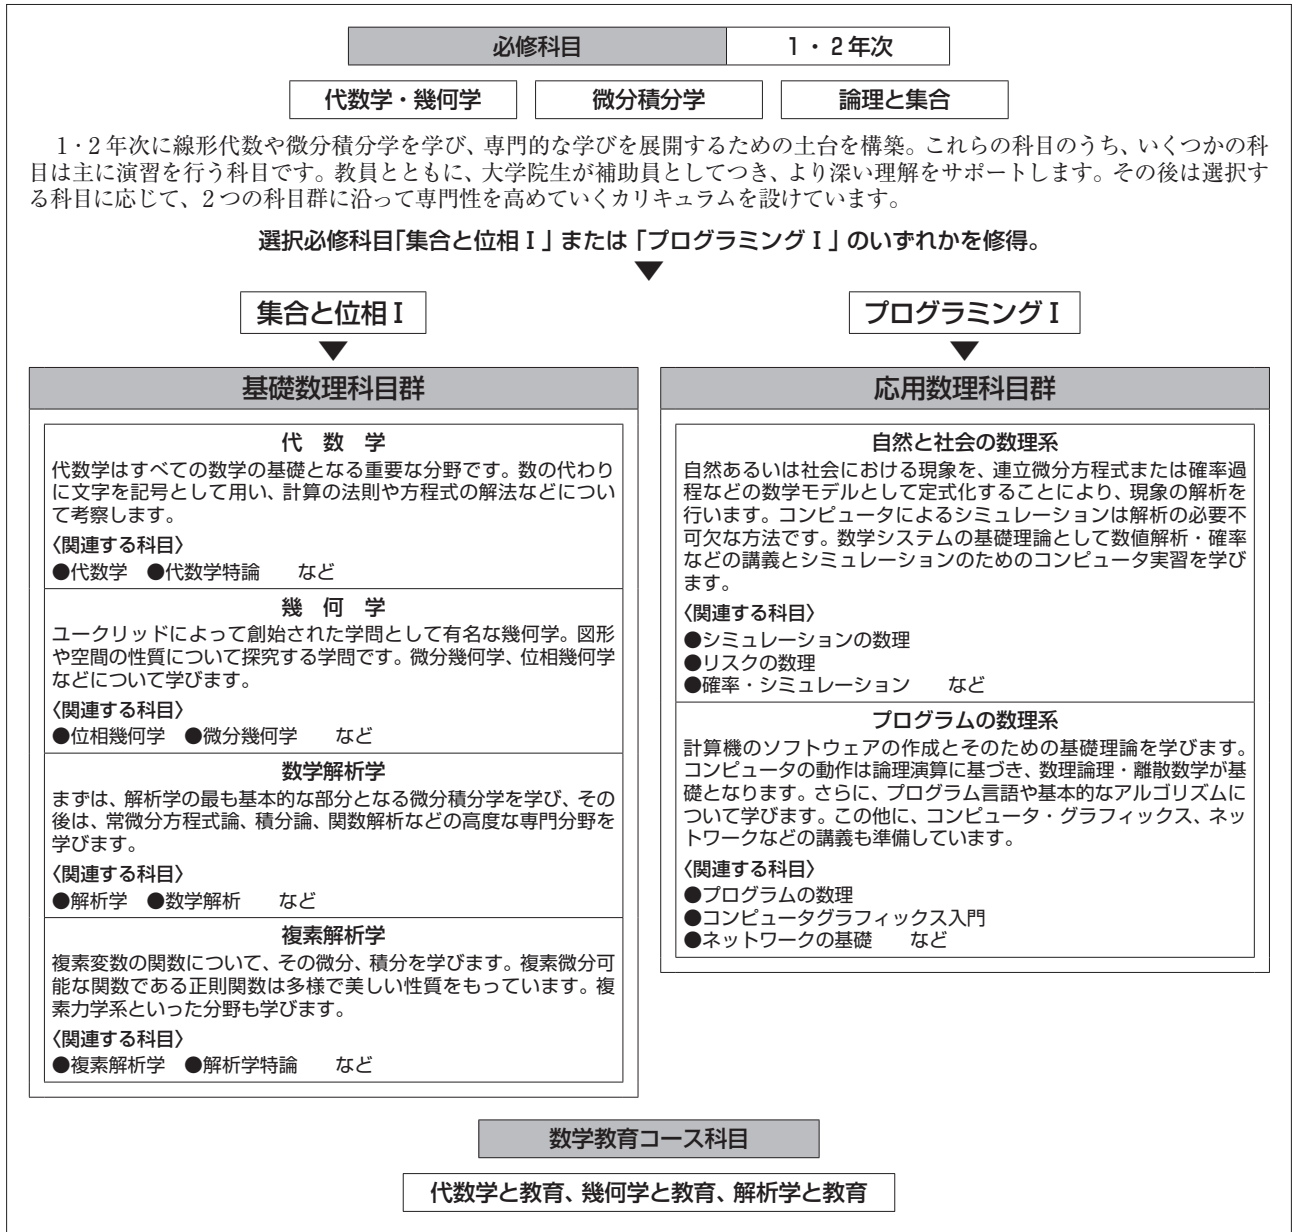 必修科目 1・2年次
代数学・幾何学 微分積分学 論理と集合
1・2年次に線形代数や微分積分学を学び、専門的な学びを展開するための土台を構築。これらの科目のうち、いくつかの科
目は主に演習を行う科目です。教員とともに、大学院生が補助員としてつき、より深い理解をサポートします。その後は選択す
る科目に応じて、2つの科目群に沿って専門性を高めていくカリキュラムを設けています。
選択必修科目「集合と位相Ⅰ」または「プログラミングⅠ」のいずれかを修得。
▼
集合と位相Ⅰ
▼
基礎数理科目群
代 数 学
代数学はすべての数学の基礎となる重要な分野です。数の代わり
に文字を記号として用い、計算の法則や方程式の解法などについ
て考察します。
〈関連する科目〉
●代数学 ●代数学特論 など
幾 何 学
ユークリッドによって創始された学問として有名な幾何学。図形
や空間の性質について探究する学問です。微分幾何学、位相幾何学
などについて学びます。
〈関連する科目〉
●位相幾何学 ●微分幾何学 など
数学解析学
まずは、解析学の最も基本的な部分となる微分積分学を学び、その
後は、常微分方程式論、積分論、関数解析などの高度な専門分野を
学びます。
〈関連する科目〉
●解析学 ●数学解析 など
複素解析学
複素変数の関数について、その微分、積分を学びます。複素微分可
能な関数である正則関数は多様で美しい性質をもっています。複
素力学系といった分野も学びます。
〈関連する科目〉
●複素解析学 ●解析学特論 など
プログラミングⅠ
▼
応用数理科目群
自然と社会の数理系
自然あるいは社会における現象を、連立微分方程式または確率過
程などの数学モデルとして定式化することにより、現象の解析を
行います。コンピュータによるシミュレーションは解析の必要不
可欠な方法です。数学システムの基礎理論として数値解析・確率
などの講義とシミュレーションのためのコンピュータ実習を学び
ます。
〈関連する科目〉
●シミュレーションの数理
●リスクの数理
●確率・シミュレーション など
プログラムの数理系
計算機のソフトウェアの作成とそのための基礎理論を学びます。
コンピュータの動作は論理演算に基づき、数理論理・離散数学が基
礎となります。さらに、プログラム言語や基本的なアルゴリズムに
ついて学びます。この他に、コンピュータ・グラフィックス、ネッ
トワークなどの講義も準備しています。
〈関連する科目〉
●プログラムの数理
●コンピュータグラフィックス入門
●ネットワークの基礎 など
数学教育コース科目
代数学と教育、幾何学と教育、解析学と教育